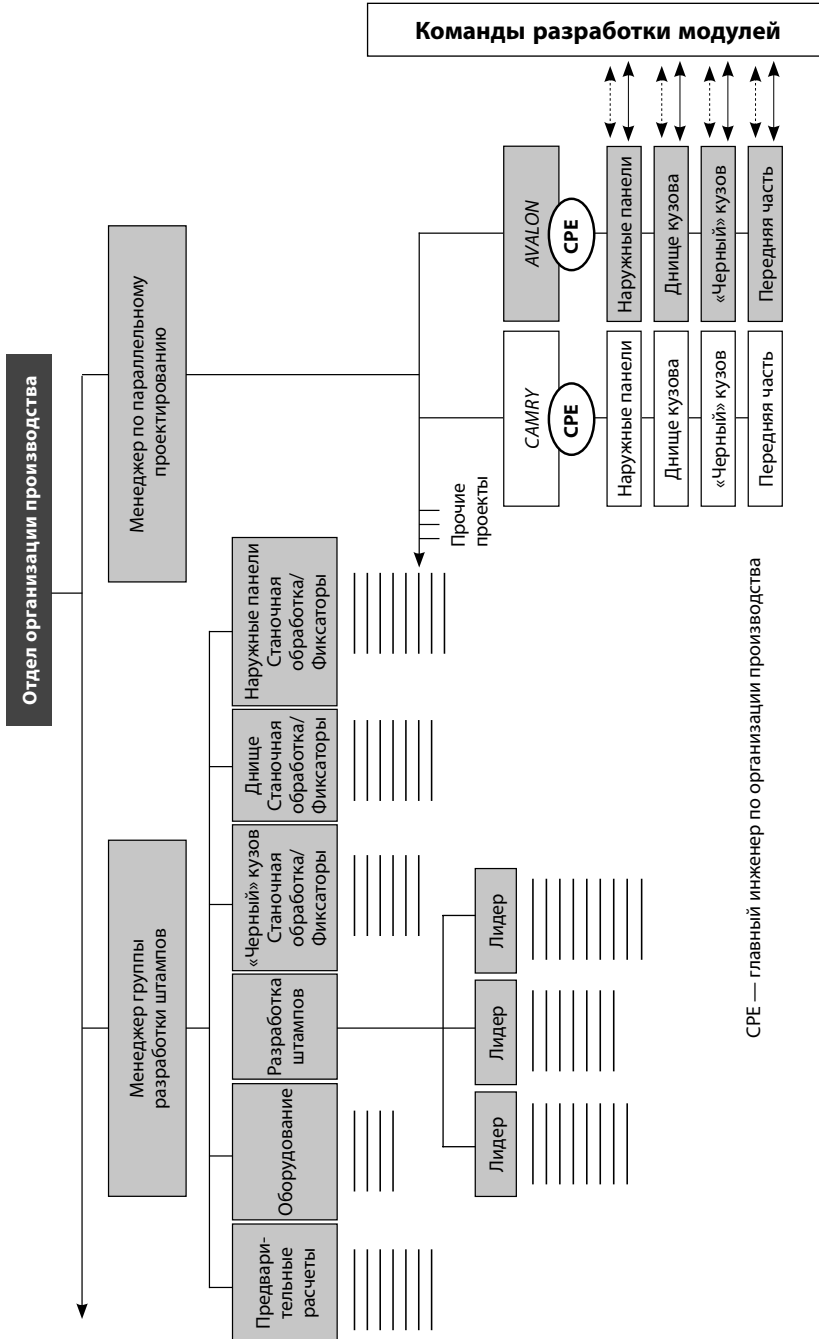 Отдел организации производства
Менеджер группы
разработки штампов
Менеджер по параллельному
проектированию
Предвари-
тельные
расчеты
Оборудование
Разработка
штампов
«Черный» кузов
Станочная
обработка/
Фиксаторы
Днище
Станочная
обработка/
Фиксаторы
Наружные панели
Станочная
обработка/
Фиксаторы
Лидер
Лидер
Лидер
Прочие
проекты
CAMRY
CPE
Наружные панели
Днище кузова
«Черный» кузов
Передняя часть
AVALON
CPE
Наружные панели
Днище кузова
«Черный» кузов
Передняя часть
Команды разработки модулей
CPE — главный инженер по организации производства